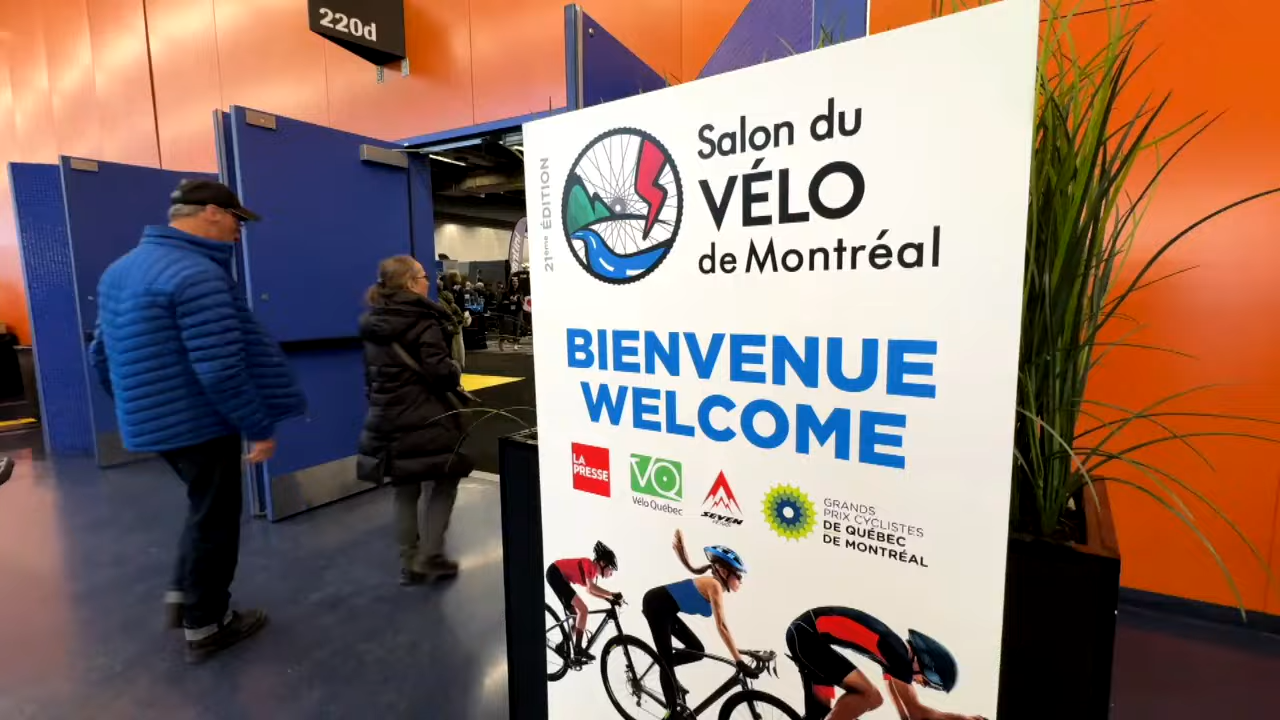 220d
21ème ÉDITION
Salon du
VÉLO
de Montréal
BIENVENUE
WELCOME
LA
PRESSE
VQ
Vélo Québec
SEVEN
GRANDS
PRIX CYCLISTES
DE QUÉBEC
DE MONTRÉAL